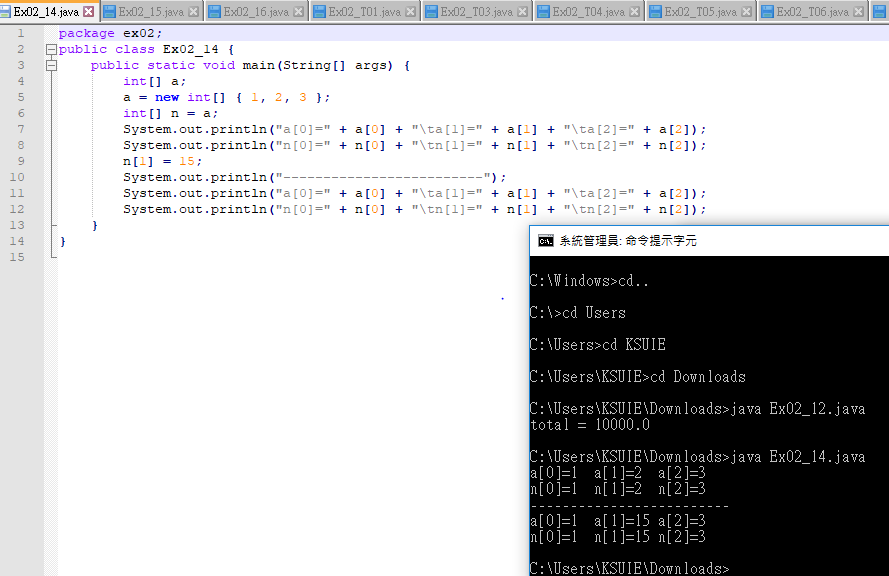 Ex02_14.java Ex02_15.java Ex02_16.java Ex02_T01.java Ex02_T03.java Ex02_T04.java Ex02_T05.java Ex02_T06.java
1 package ex02;
2 public class Ex02_14 {
3 public static void main(String[] args) {
4 int[] a;
5 a = new int[] { 1, 2, 3 };
6 int[] n = a;
7 System.out.println("a[0]=" + a[0] + "\ta[1]=" + a[1] + "\ta[2]=" + a[2]);
8 System.out.println("n[0]=" + n[0] + "\tn[1]=" + n[1] + "\tn[2]=" + n[2]);
9 n[1] = 15;
10 System.out.println("-------------------------");
11 System.out.println("a[0]=" + a[0] + "\ta[1]=" + a[1] + "\ta[2]=" + a[2]);
12 System.out.println("n[0]=" + n[0] + "\tn[1]=" + n[1] + "\tn[2]=" + n[2]);
13 }
14 }
15
系統管理員: 命令提示字元
C:\Windows>cd..
C:\>cd Users
C:\Users>cd KSUIE
C:\Users\KSUIE>cd Downloads
C:\Users\KSUIE\Downloads>java Ex02_12.java
total = 10000.0
C:\Users\KSUIE\Downloads>java Ex02_14.java
a[0]=1 a[1]=2 a[2]=3
n[0]=1 n[1]=2 n[2]=3
-------------------------
a[0]=1 a[1]=15 a[2]=3
n[0]=1 n[1]=15 n[2]=3
C:\Users\KSUIE\Downloads>